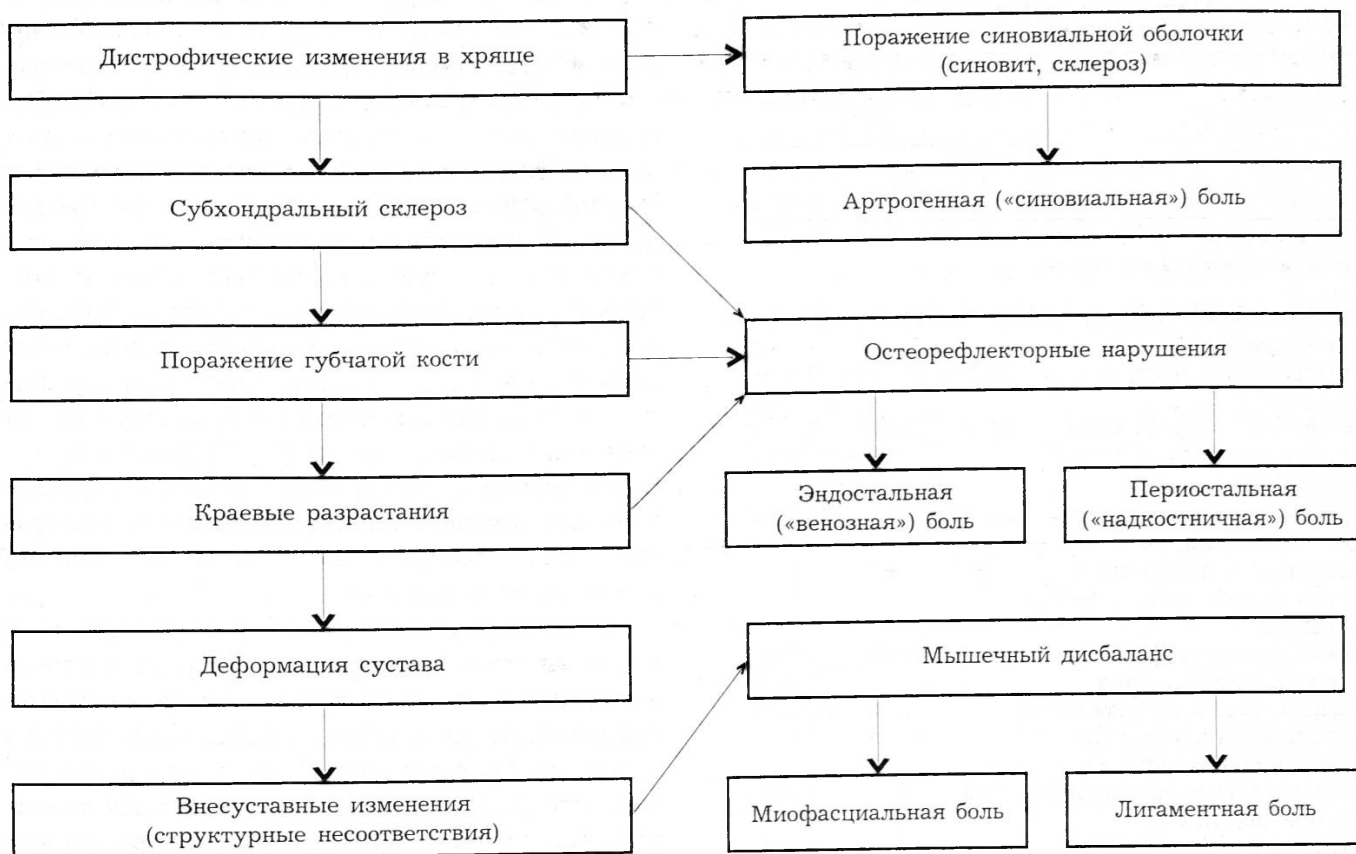 Дистрофические изменения в хряще
Поражение синовиальной оболочки
(синовит, склероз)
Субхондральный склероз
Артрогенная («синовиальная») боль
Поражение губчатой кости
Остеорефлекторные нарушения
Краевые разрастания
Эндостальная
(«венозная») боль
Периостальная
(«надкостничная») боль
Деформация сустава
Мышечный дисбаланс
Внесуставные изменения
(структурные несоответствия)
Миофасциальная боль
Лигаментная боль